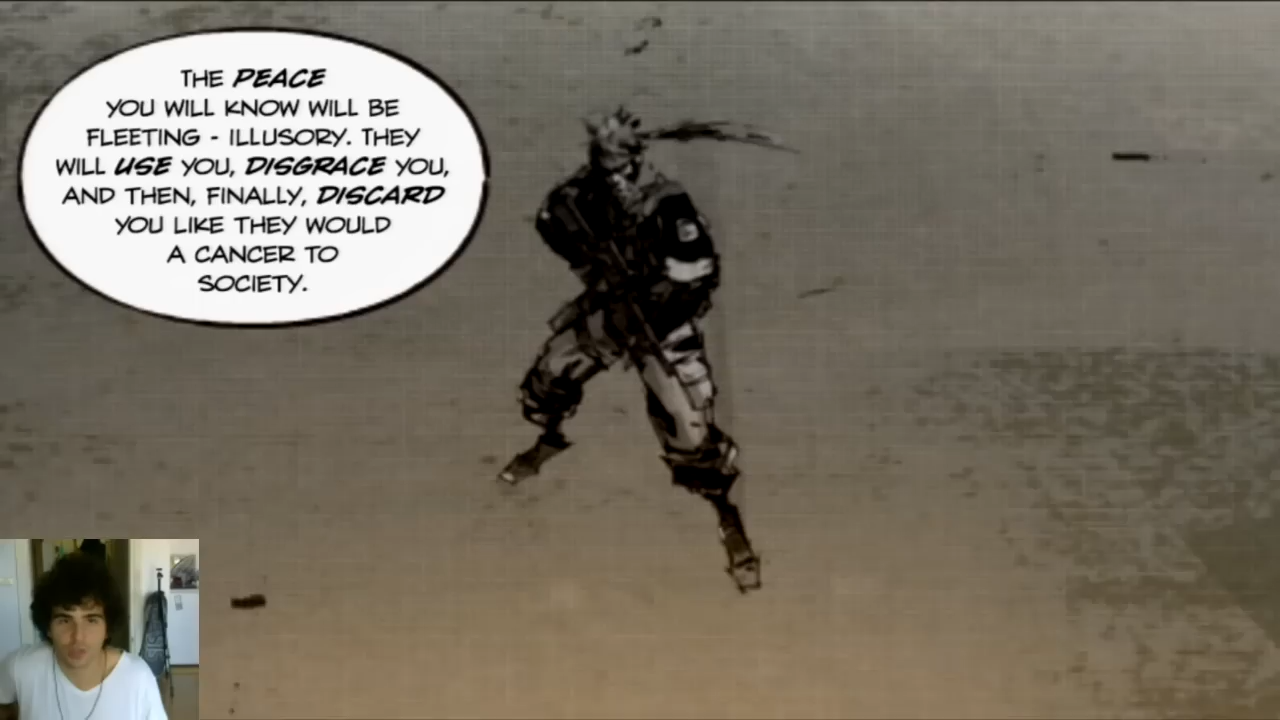 THE PEACE
YOU WILL KNOW WILL BE
FLEETING - ILLUSORY. THEY
WILL USE YOU, DISGRACE YOU,
AND THEN, FINALLY, DISCARD
YOU LIKE THEY WOULD
A CANCER TO
SOCIETY.